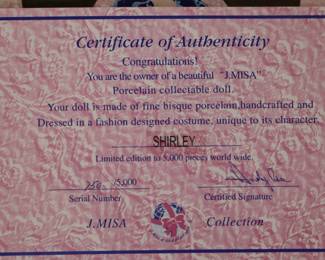 Certificate of Authenticity
Congratulations!
You are the owner of a beautiful "J.MISA"
Porcelain collectable doll.
Your doll is made of fine bisque porcelain,handcrafted and
Dressed in a fashion designed costume, unique to its character.
SHIRLEY
Limited edition to 5,000 pieces world wide.
/5,000
Serial Number Certified Signature
J.MISA Collection